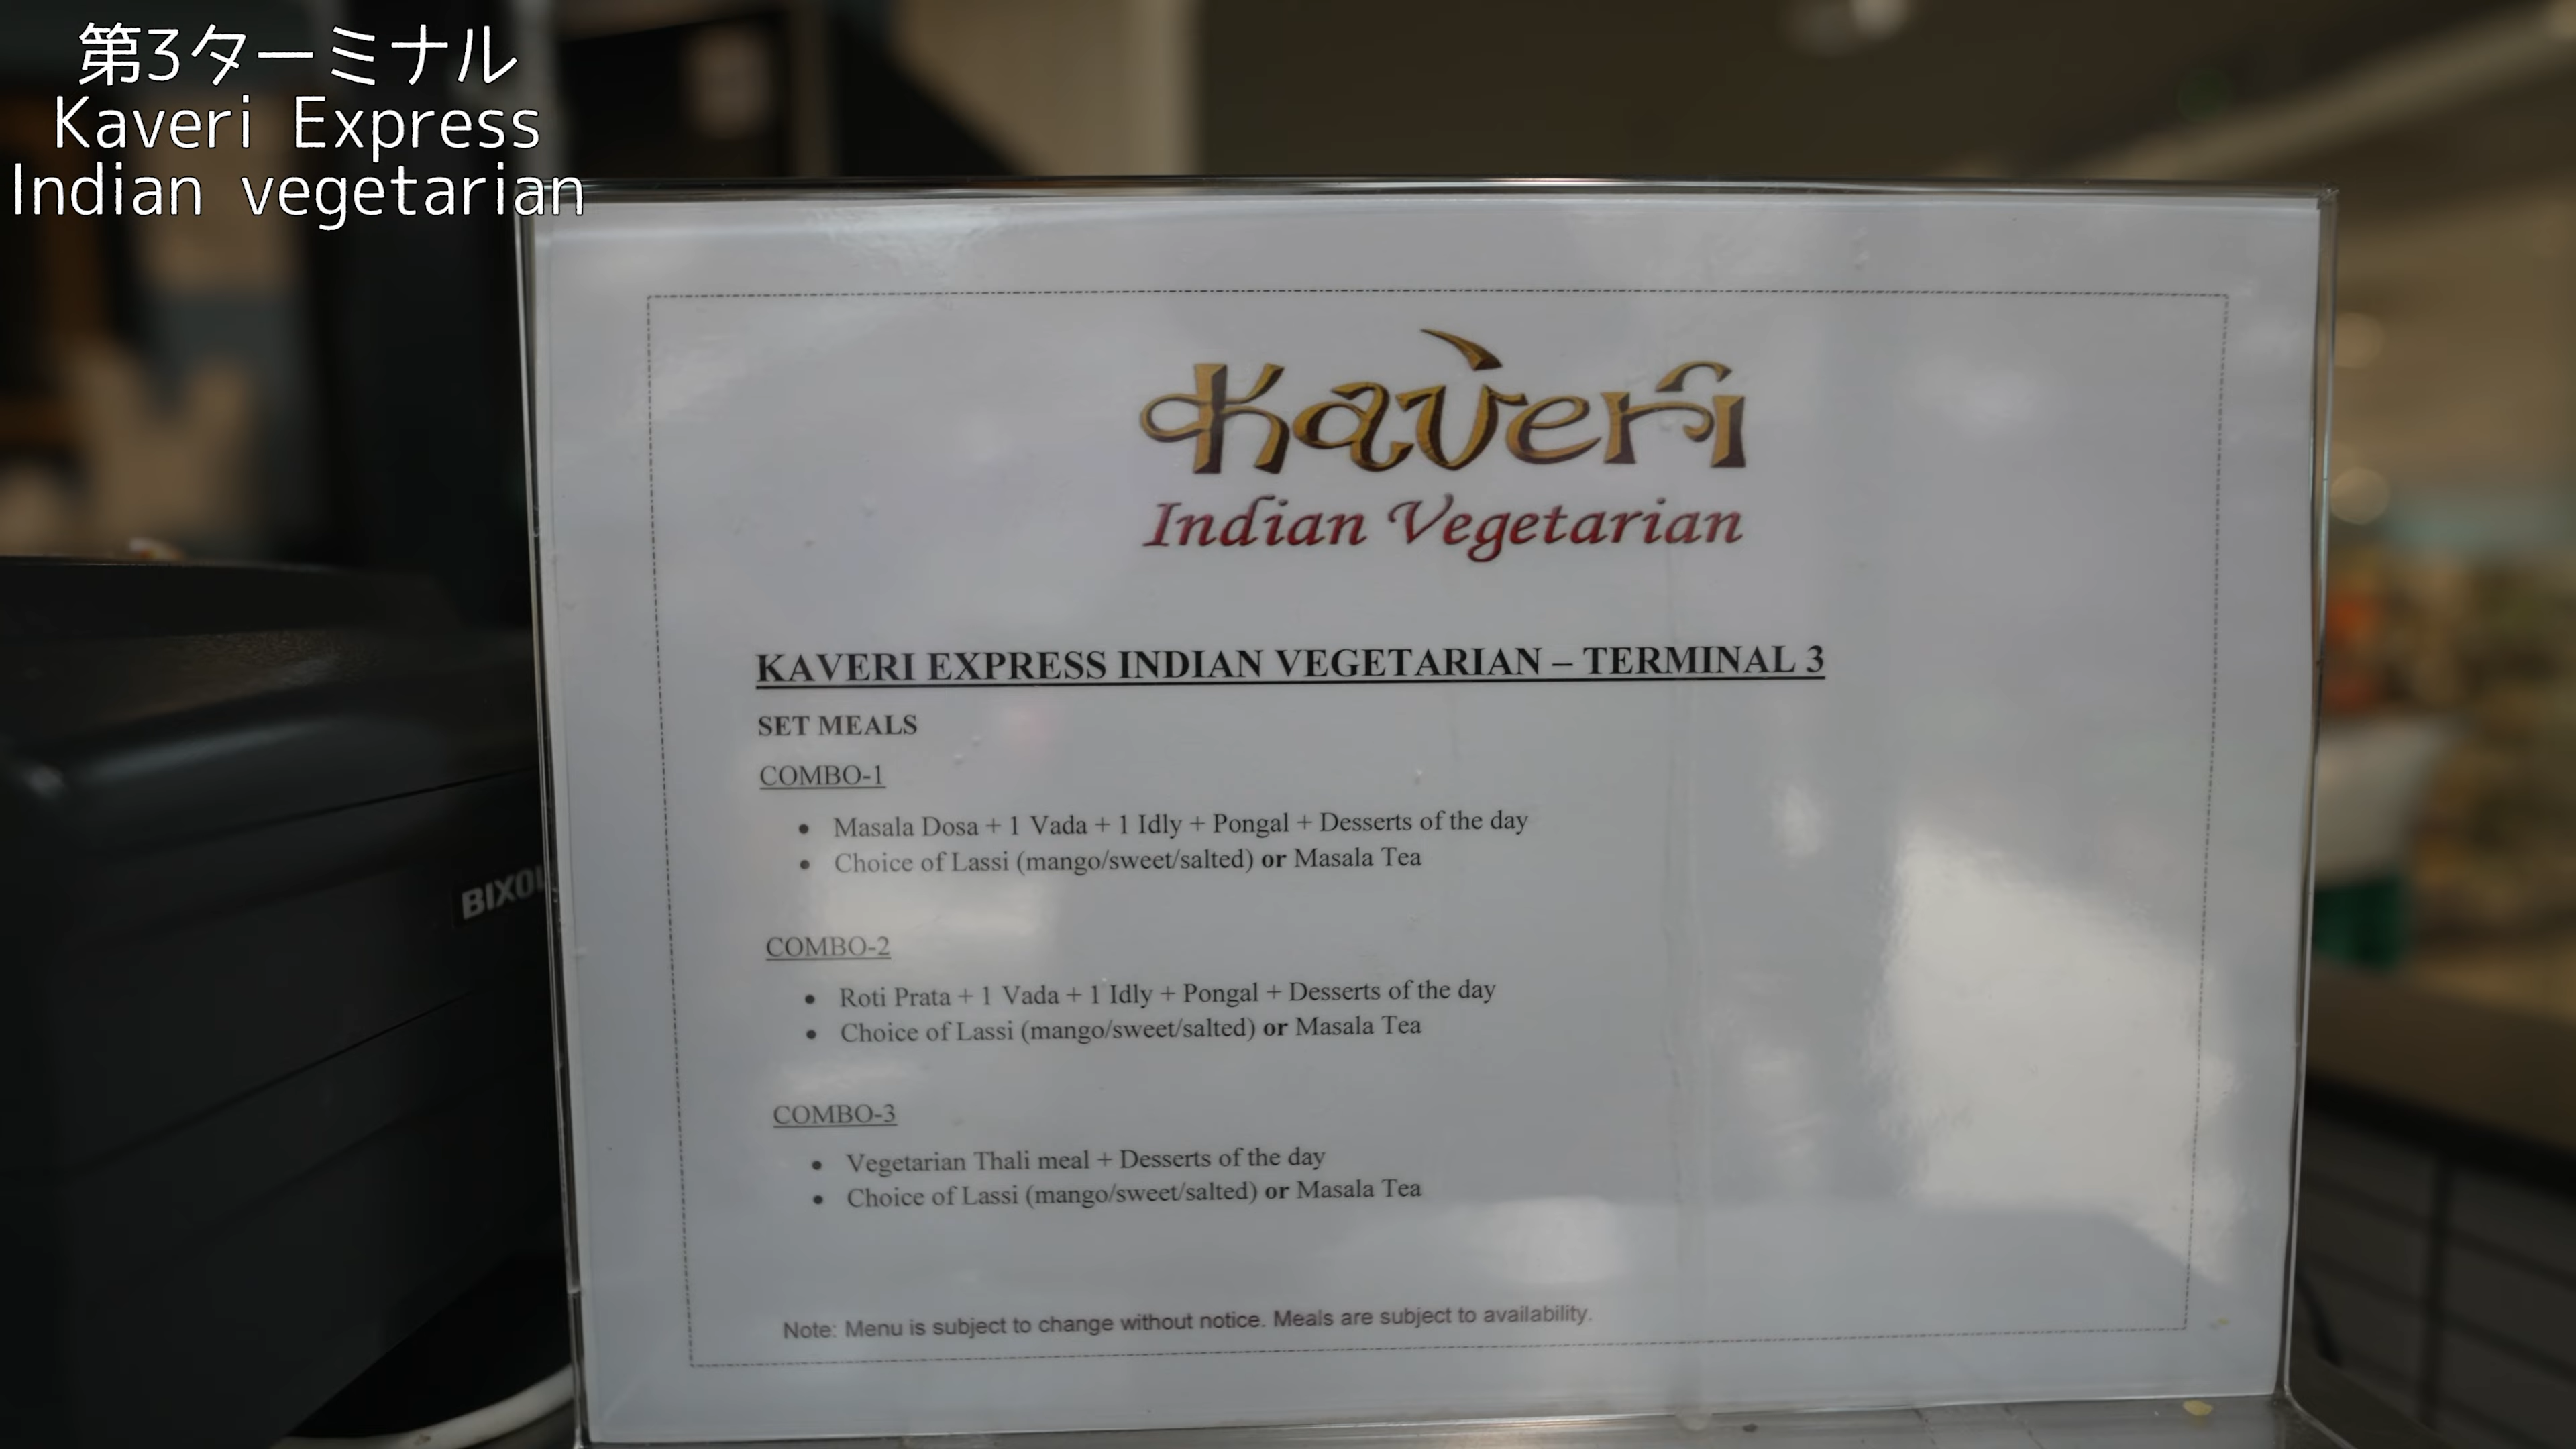 第3ターミナル
Kaveri Express
Indian vegetarian
Kaveri
Indian Vegetarian
KAVERI EXPRESS INDIAN VEGETARIAN – TERMINAL 3
SET MEALS
COMBO-1
• Masala Dosa + 1 Vada + 1 Idly + Pongal + Desserts of the day
• Choice of Lassi (mango/sweet/salted) or Masala Tea
COMBO-2
• Roti Prata + 1 Vada + 1 Idly + Pongal + Desserts of the day
• Choice of Lassi (mango/sweet/salted) or Masala Tea
COMBO-3
• Vegetarian Thali meal + Desserts of the day
• Choice of Lassi (mango/sweet/salted) or Masala Tea
Note: Menu is subject to change without notice. Meals are subject to availability.